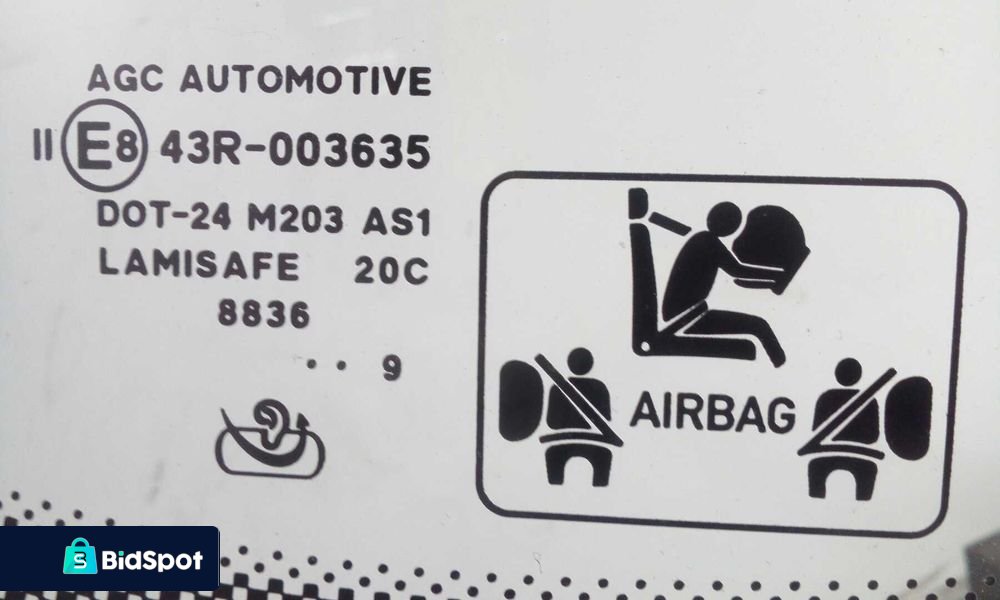 AGC AUTOMOTIVE
II E8 43R-003635
DOT-24 M203 AS1
LAMISAFE 20C
8836
·· 9
AIRBAG
BidSpot